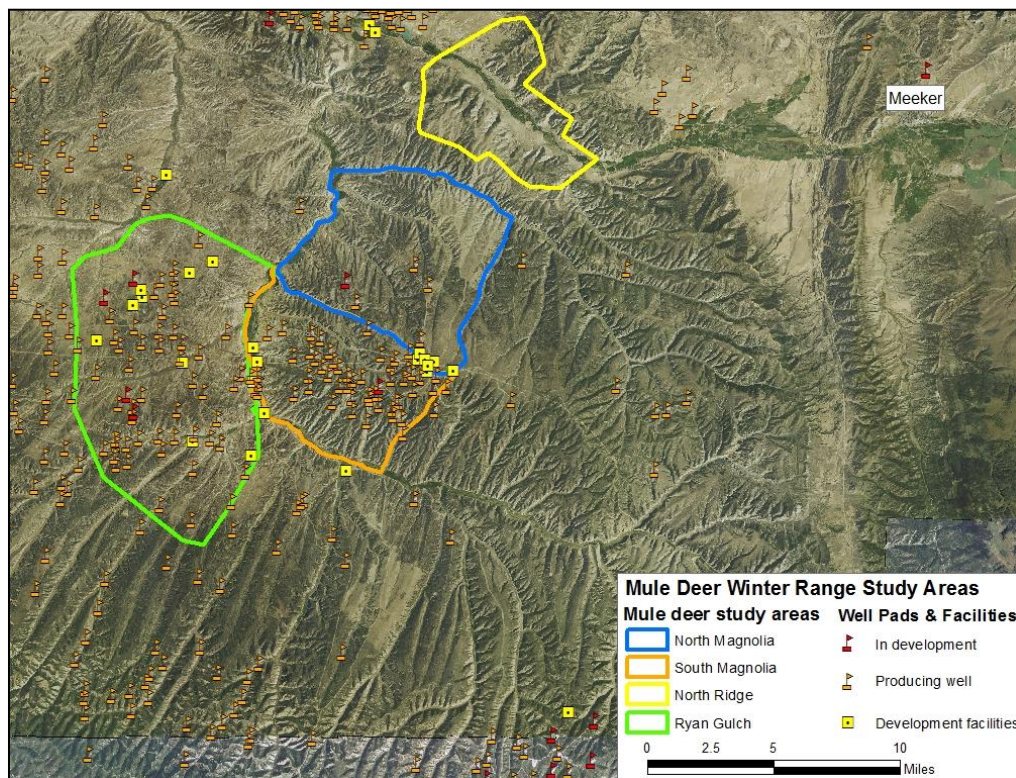 Meeker
Mule Deer Winter Range Study Areas
Mule deer study areas
Well Pads & Facilities
North Magnolia
South Magnolia
North Ridge
Ryan Gulch
In development
Producing well
Development facilities
0 2.5 5 10
Miles